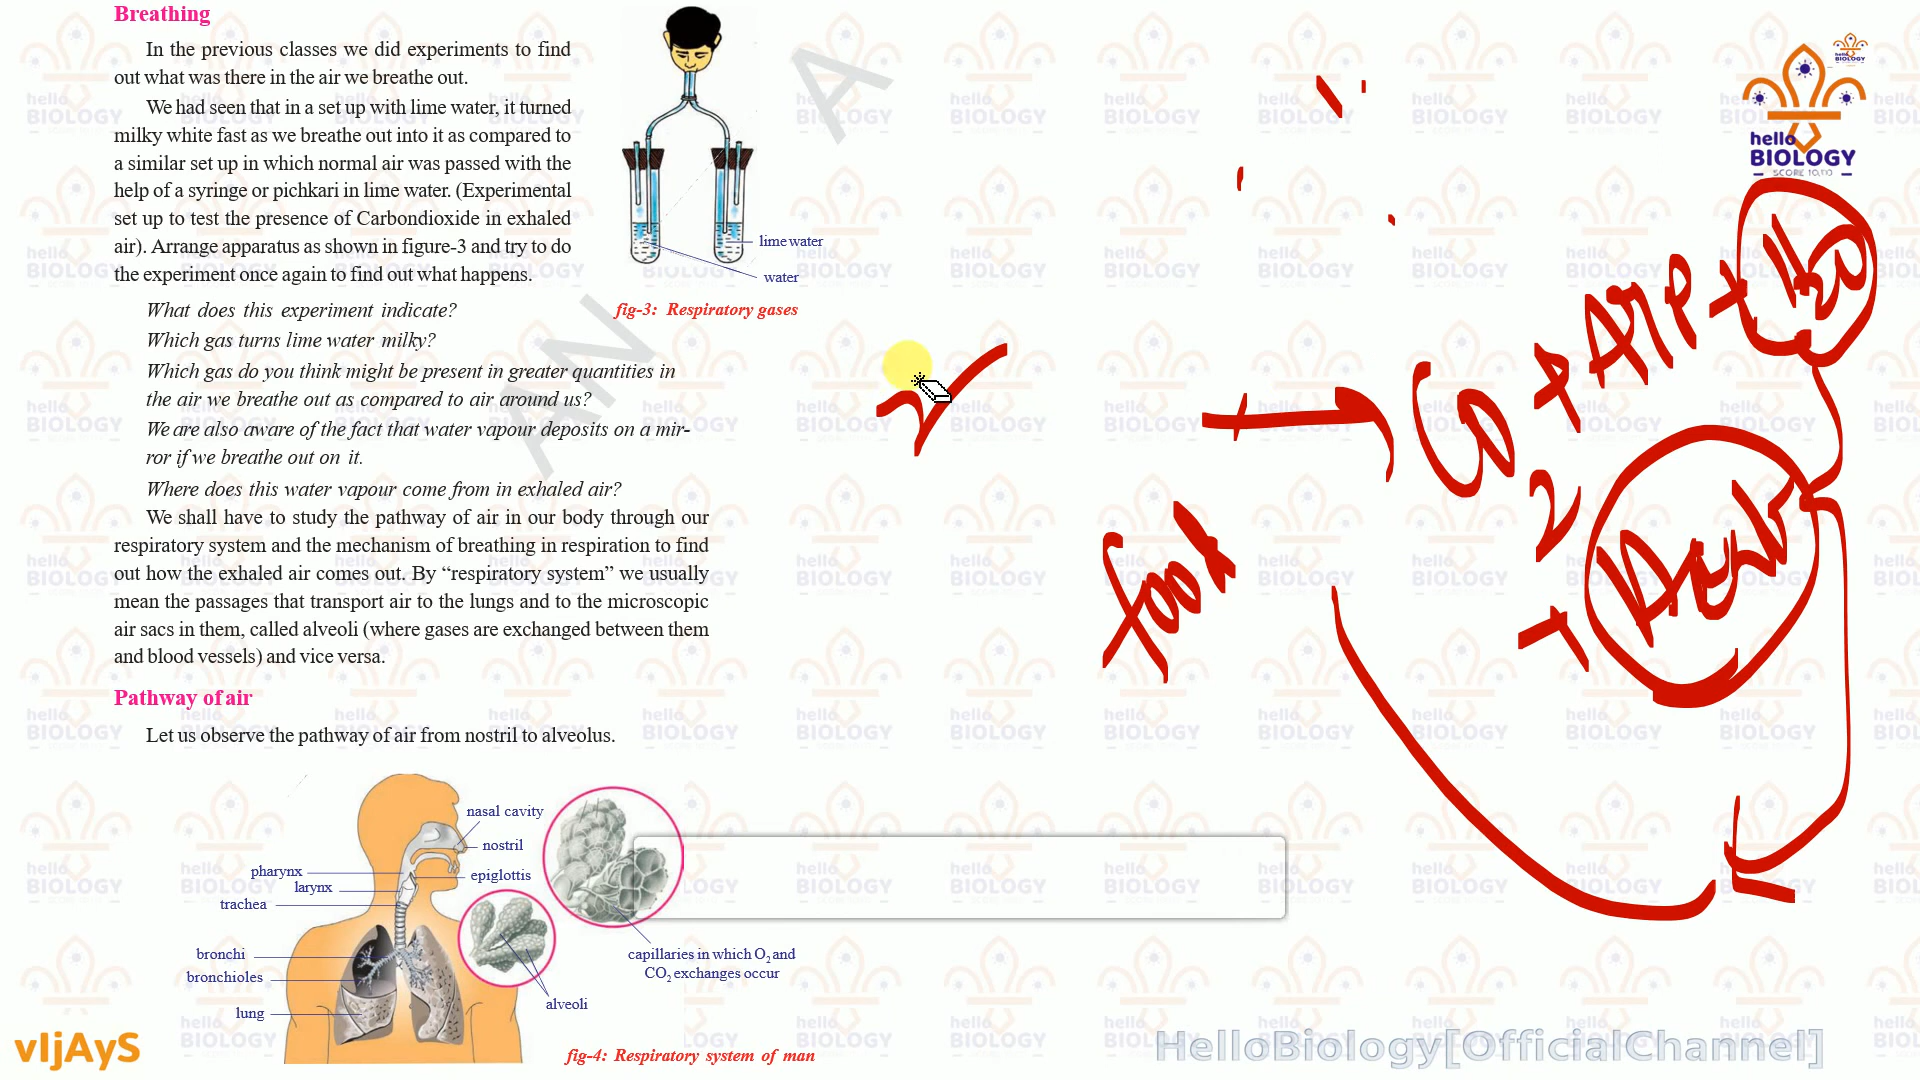 Breathing
In the previous classes we did experiments to find
out what was there in the air we breathe out.
We had seen that in a set up with lime water, it turned
milky white fast as we breathe out into it as compared to
a similar set up in which normal air was passed with the
help of a syringe or pichkari in lime water. (Experimental
set up to test the presence of Carbondioxide in exhaled
air). Arrange apparatus as shown in figure-3 and try to do
the experiment once again to find out what happens.
lime water
water
fig-3: Respiratory gases
What does this experiment indicate?
Which gas turns lime water milky?
Which gas do you think might be present in greater quantities in
the air we breathe out as compared to air around us?
We are also aware of the fact that water vapour deposits on a mir-
ror if we breathe out on it.
Where does this water vapour come from in exhaled air?
We shall have to study the pathway of air in our body through our
respiratory system and the mechanism of breathing in respiration to find
out how the exhaled air comes out. By “respiratory system” we usually
mean the passages that transport air to the lungs and to the microscopic
air sacs in them, called alveoli (where gases are exchanged between them
and blood vessels) and vice versa.
Pathway of air
Let us observe the pathway of air from nostril to alveolus.
nasal cavity
nostril
pharynx
epiglottis
larynx
trachea
bronchi
bronchioles
lung
capillaries in which O2 and
CO2 exchanges occur
alveoli
fig-4: Respiratory system of man
food
CO2 + ATP +
+
hello
BIOLOGY
SCORE 10/10
AN
A
vIjAyS
HelloBiology[OfficialChannel]